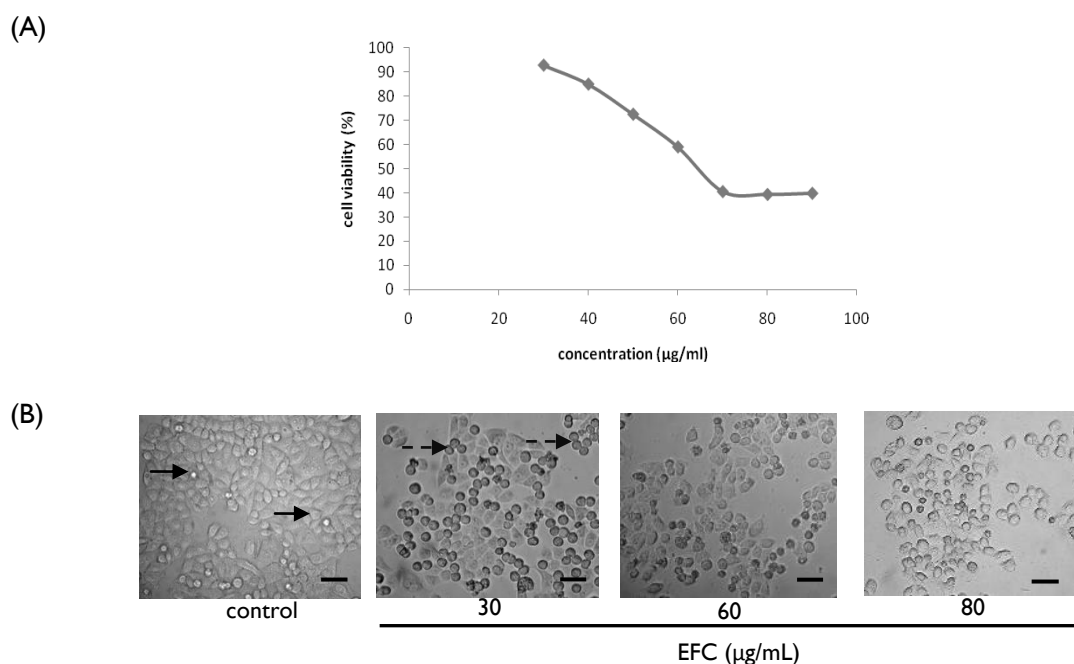 (A)
100
90
80
70
60
50
40
30
20
10
0
cell viability (%)
0 20 40 60 80 100
concentration (µg/ml)
(B)
control 30 60 80
EFC (µg/mL)